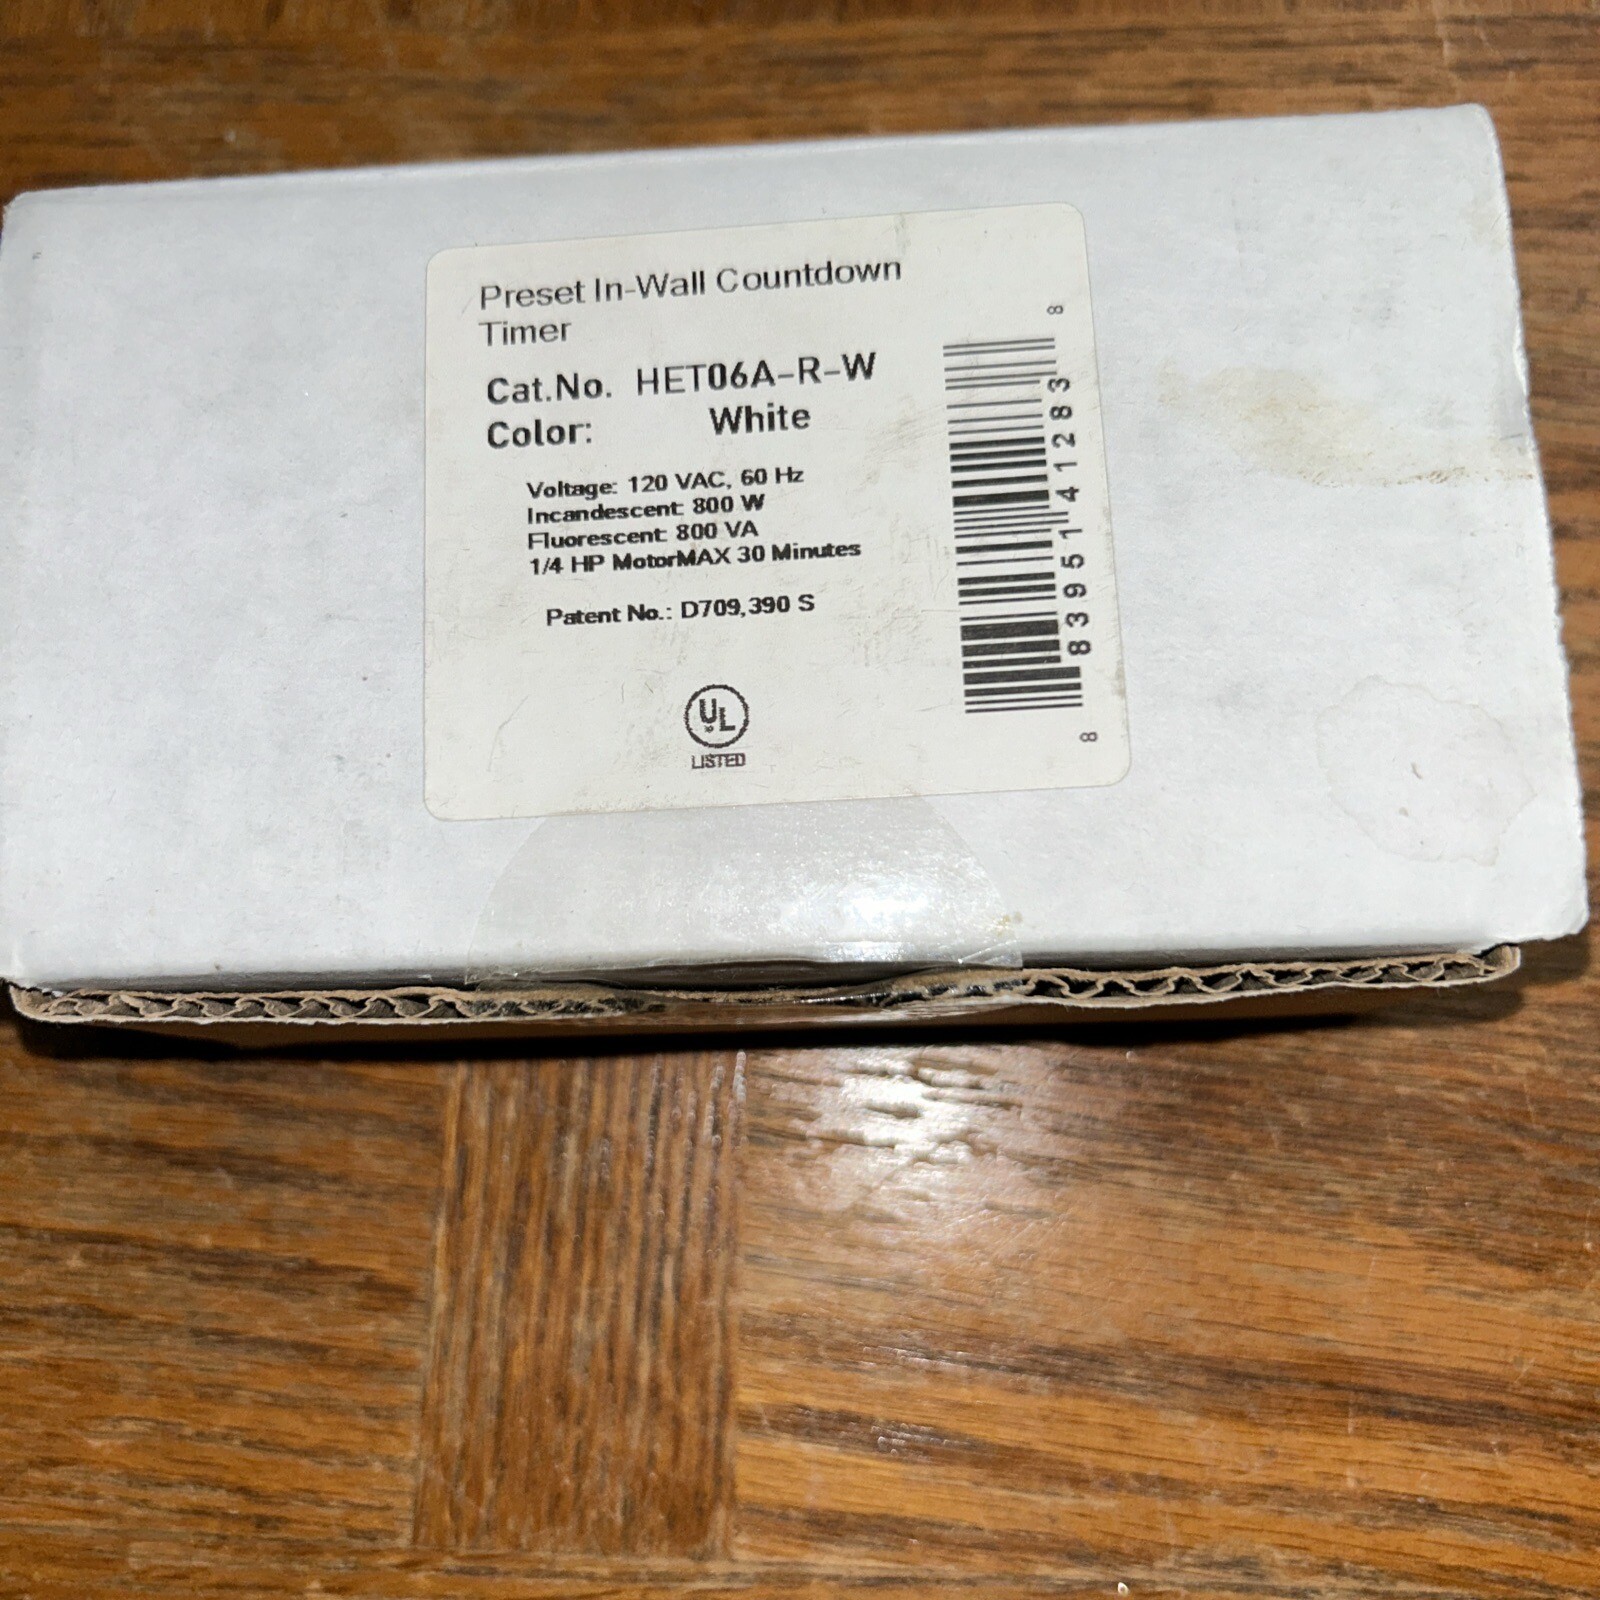 Preset In-Wall Countdown
Timer
Cat.No. HET06A-R-W
Color: White
Voltage: 120 VAC, 60 Hz
Incandescent: 800 W
Fluorescent: 800 VA
1/4 HP MotorMAX 30 Minutes
Patent No.: D709,390 S
UL
LISTED
8 83951 41283 8